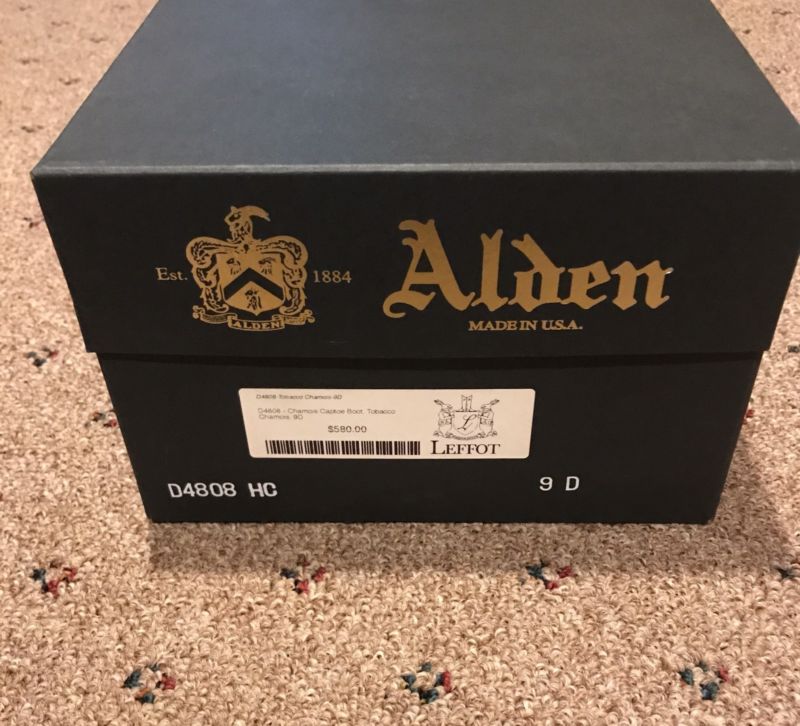 Est. 1884
ALDEN
Alden
MADE IN U.S.A.
D4808 Tobacco Chamois-9D
D4808 - Chamois Captoe Boot, Tobacco
Chamois, 9D
$580.00
L
LEFFOT
D4808 HC 9 D